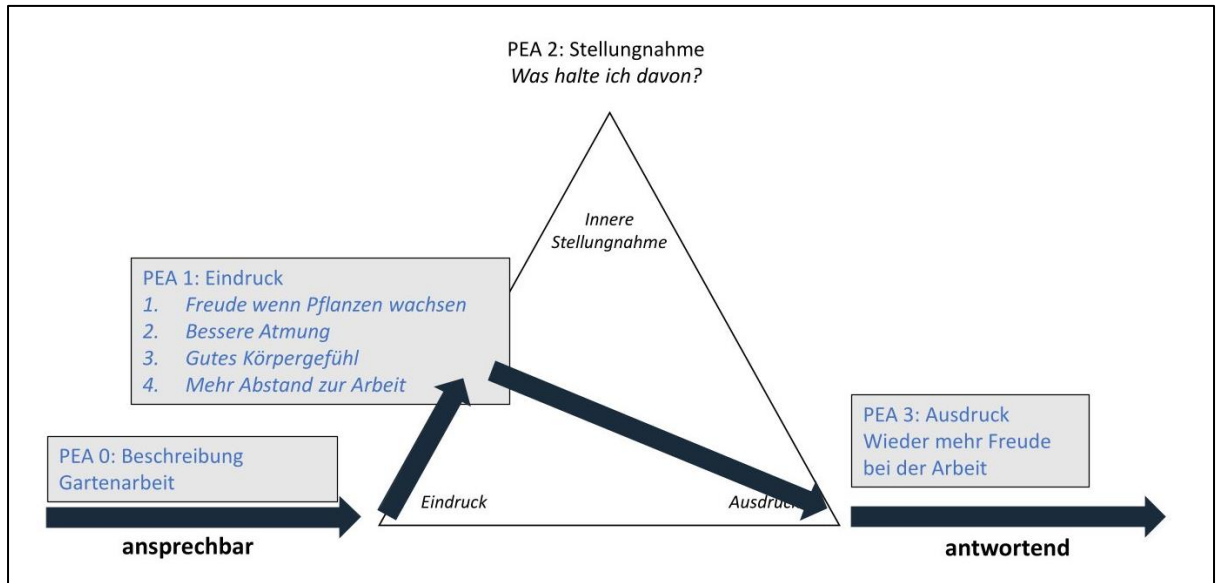 PEA 2: Stellungnahme
Was halte ich davon?
Innere
Stellungnahme
PEA 1: Eindruck
1. Freude wenn Pflanzen wachsen
2. Bessere Atmung
3. Gutes Körpergefühl
4. Mehr Abstand zur Arbeit
PEA 0: Beschreibung
Gartenarbeit
Eindruck
Ausdruck
PEA 3: Ausdruck
Wieder mehr Freude
bei der Arbeit
ansprechbar
antwortend